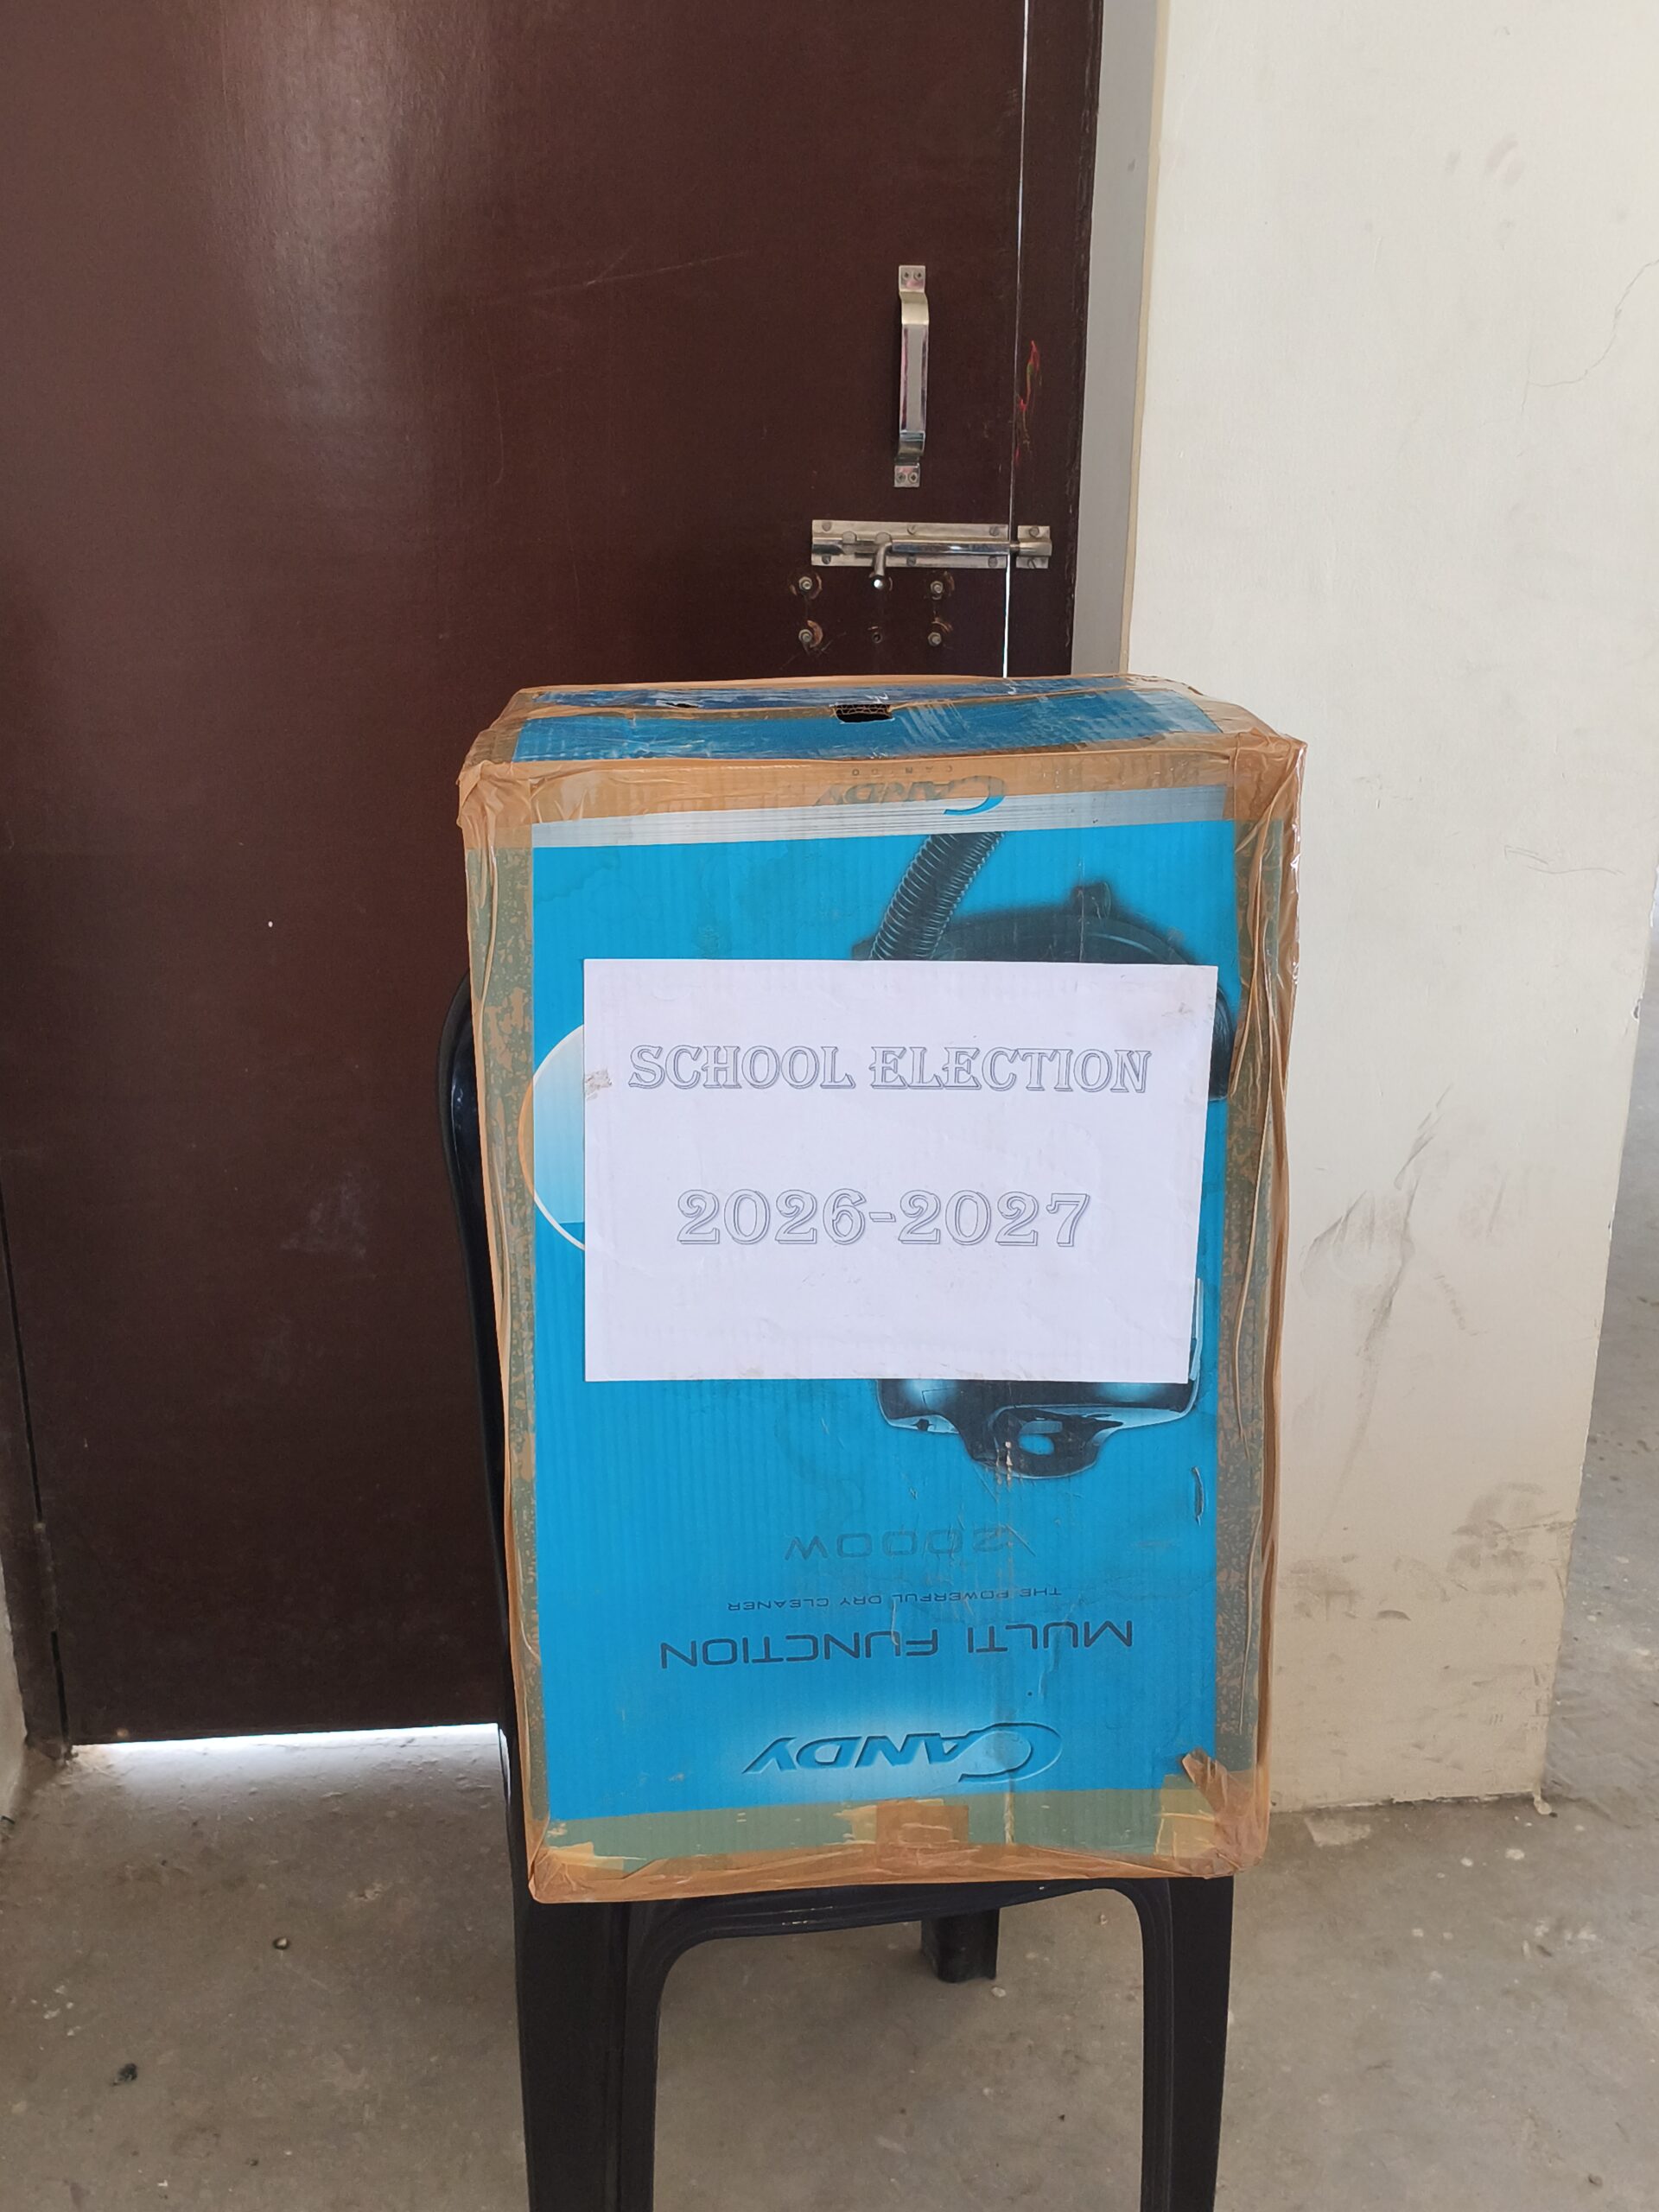 CANDY
SCHOOL ELECTION
2026-2027
2000W
THE POWERFUL DRY CLEANER
MULTI FUNCTION
CANDY